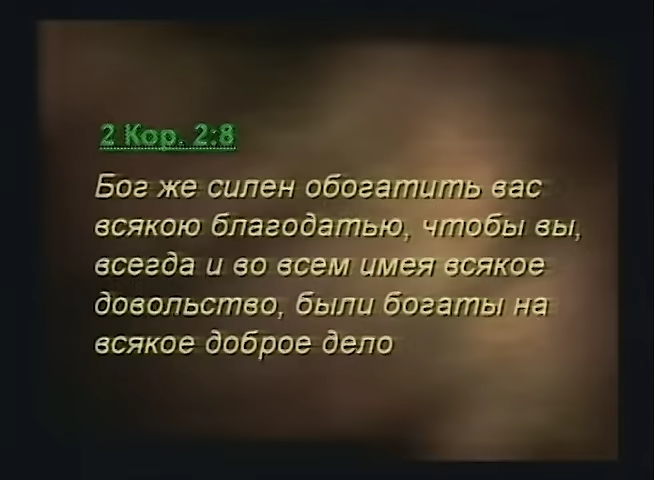 2 Кор. 2:8
Бог же силен обогатить вас
всякою благодатью, чтобы вы,
всегда и во всем имея всякое
довольство, были богаты на
всякое доброе дело